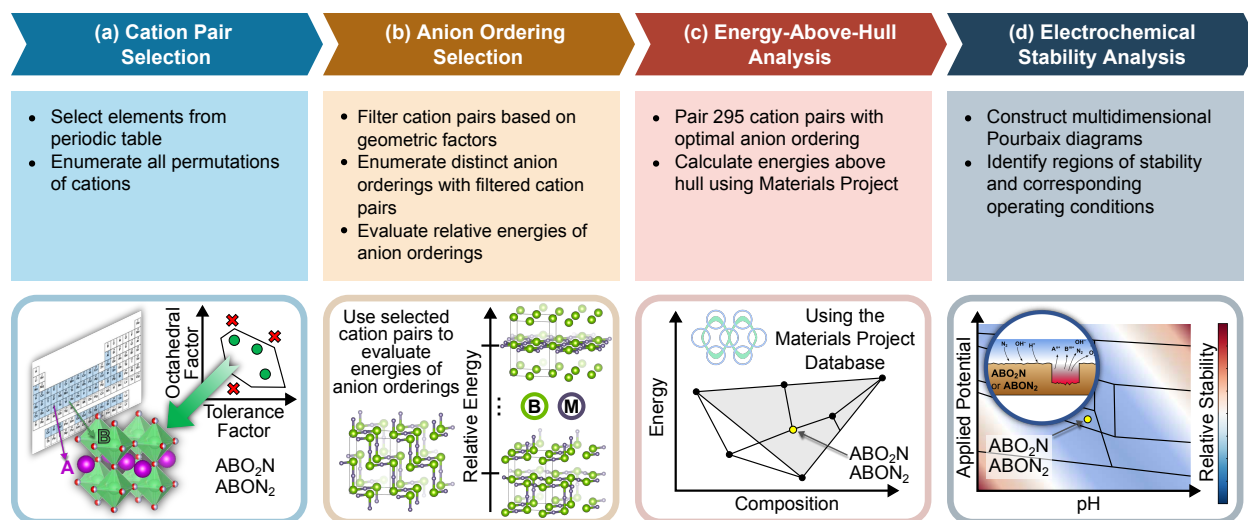 (a) Cation Pair
Selection
(b) Anion Ordering
Selection
(c) Energy-Above-Hull
Analysis
(d) Electrochemical
Stability Analysis
• Select elements from
periodic table
• Enumerate all permutations
of cations
• Filter cation pairs based on
geometric factors
• Enumerate distinct anion
orderings with filtered cation
pairs
• Evaluate relative energies of
anion orderings
• Pair 295 cation pairs with
optimal anion ordering
• Calculate energies above
hull using Materials Project
• Construct multidimensional
Pourbaix diagrams
• Identify regions of stability
and corresponding
operating conditions
Octahedral
Factor
Tolerance
Factor
A
B
ABO₂N
ABON₂
Use selected
cation pairs to
evaluate
energies of
anion orderings
Relative Energy
B
M
Using the
Materials Project
Database
Energy
Composition
ABO₂N
ABON₂
Applied Potential
pH
Relative Stability
N₂
OH⁻
H⁺
OH⁻
N₂
ABO₂N
or ABON₂
ABO₂N
ABON₂